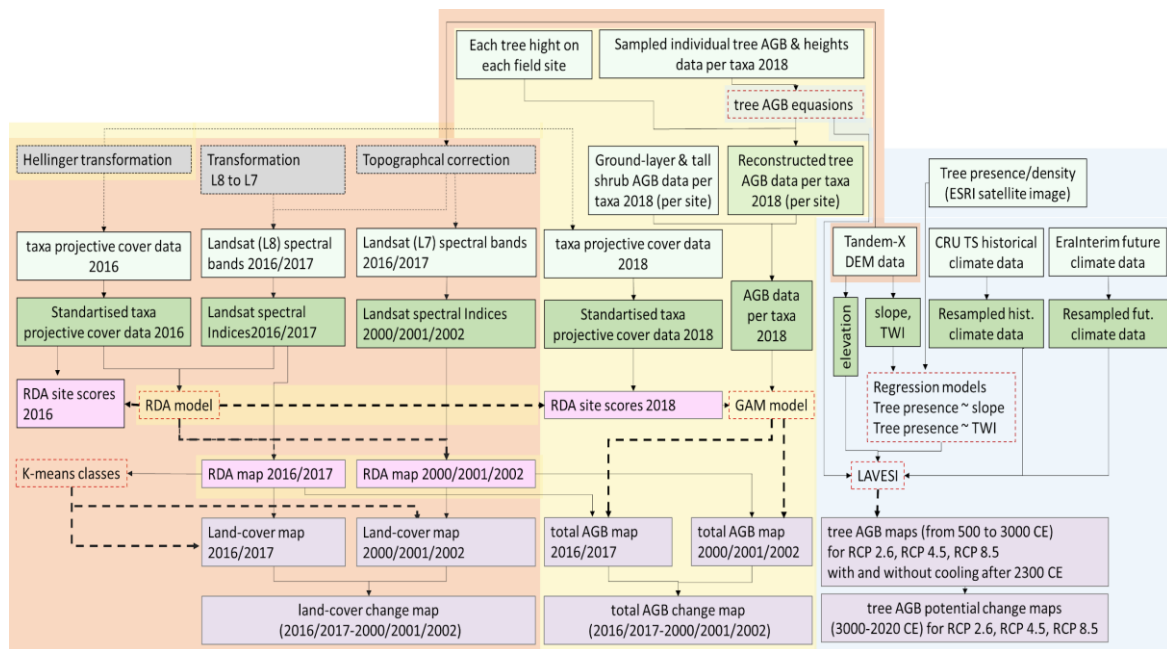 Each tree hight on
each field site
Sampled individual tree AGB & heights
data per taxa 2018
tree AGB equasions
Hellinger transformation
Transformation
L8 to L7
Topographcal correction
Ground-layer & tall
shrub AGB data per
taxa 2018 (per site)
Reconstructed tree
AGB data per taxa
2018 (per site)
Tree presence/density
(ESRI satellite image)
taxa projective cover data
2016
Landsat (L8) spectral
bands 2016/2017
Landsat (L7) spectral bands
2016/2017
taxa projective cover data
2018
Tandem-X
DEM data
CRU TS historical
climate data
EraInterim future
climate data
Standartised taxa
projective cover data 2016
Landsat spectral
Indices2016/2017
Landsat spectral Indices
2000/2001/2002
Standartised taxa
projective cover data 2018
AGB data
per taxa
2018
elevation
slope,
TWI
Resampled hist.
climate data
Resampled fut.
climate data
RDA site scores
2016
RDA model
RDA site scores 2018
GAM model
Regression models
Tree presence ~ slope
Tree presence ~ TWI
K-means classes
RDA map 2016/2017
RDA map 2000/2001/2002
LAVESI
Land-cover map
2016/2017
Land-cover map
2000/2001/2002
total AGB map
2016/2017
total AGB map
2000/2001/2002
tree AGB maps (from 500 to 3000 CE)
for RCP 2.6, RCP 4.5, RCP 8.5
with and without cooling after 2300 CE
land-cover change map
(2016/2017-2000/2001/2002)
total AGB change map
(2016/2017-2000/2001/2002)
tree AGB potential change maps
(3000-2020 CE) for RCP 2.6, RCP 4.5, RCP 8.5